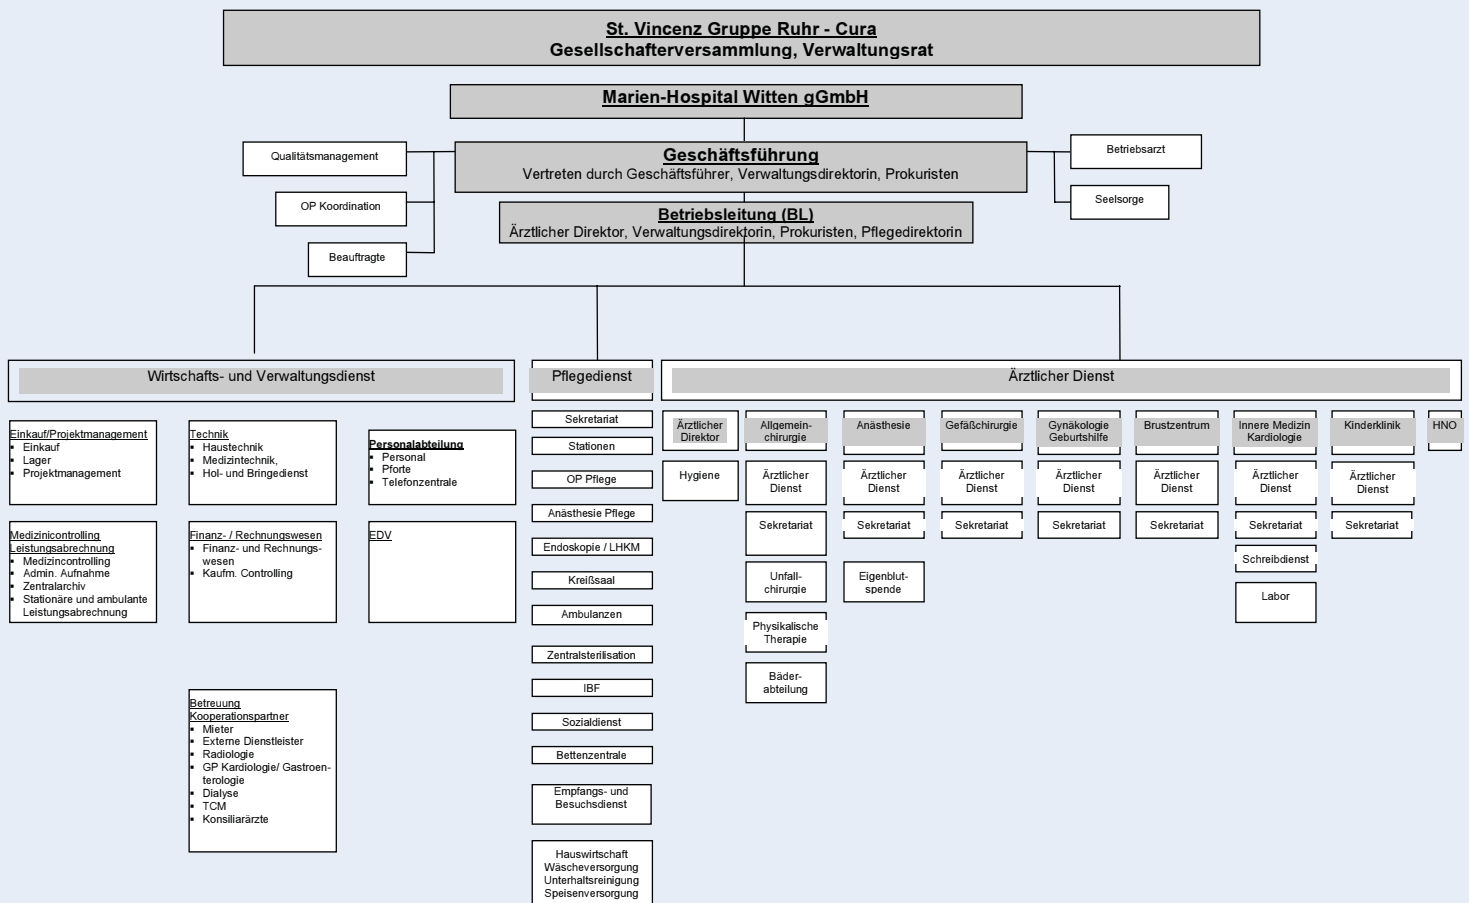 St. Vincenz Gruppe Ruhr - Cura
Gesellschafterversammlung, Verwaltungsrat
Marien-Hospital Witten gGmbH
Qualitätsmanagement
OP Koordination
Beauftragte
Geschäftsführung
Vertreten durch Geschäftsführer, Verwaltungsdirektorin, Prokuristen
Betriebsarzt
Seelsorge
Betriebsleitung (BL)
Ärztlicher Direktor, Verwaltungsdirektorin, Prokuristen, Pflegedirektorin
Wirtschafts- und Verwaltungsdienst
Einkauf/Projektmanagement
▪ Einkauf
▪ Lager
▪ Projektmanagement
Technik
▪ Haustechnik
▪ Medizintechnik,
▪ Hol- und Bringedienst
Personalabteilung
▪ Personal
▪ Pforte
▪ Telefonzentrale
Medizinicontrolling
Leistungsabrechnung
▪ Medizincontrolling
▪ Admin. Aufnahme
▪ Zentralarchiv
▪ Stationäre und ambulante
Leistungsabrechnung
Finanz- / Rechnungswesen
▪ Finanz- und Rechnungs-
wesen
▪ Kaufm. Controlling
EDV
Betreuung
Kooperationspartner
▪ Mieter
▪ Externe Dienstleister
▪ Radiologie
▪ GP Kardiologie/ Gastroen-
terologie
▪ Dialyse
▪ TCM
▪ Konsiliarärzte
Pflegedienst
Sekretariat
Stationen
OP Pflege
Anästhesie Pflege
Endoskopie / LHKM
Kreißsaal
Ambulanzen
Zentralsterilisation
IBF
Sozialdienst
Bettenzentrale
Empfangs- und
Besuchsdienst
Hauswirtschaft
Wäscheversorgung
Unterhaltsreinigung
Speisenversorgung
Ärztlicher Dienst
Ärztlicher
Direktor
Hygiene
Allgemein-
chirurgie
Ärztlicher
Dienst
Sekretariat
Unfall-
chirurgie
Physikalische
Therapie
Bäder-
abteilung
Anästhesie
Ärztlicher
Dienst
Sekretariat
Eigenblut-
spende
Gefäßchirurgie
Ärztlicher
Dienst
Sekretariat
Gynäkologie
Geburtshilfe
Ärztlicher
Dienst
Sekretariat
Brustzentrum
Ärztlicher
Dienst
Sekretariat
Innere Medizin
Kardiologie
Ärztlicher
Dienst
Sekretariat
Schreibdienst
Labor
Kinderklinik
Ärztlicher
Dienst
Sekretariat
HNO